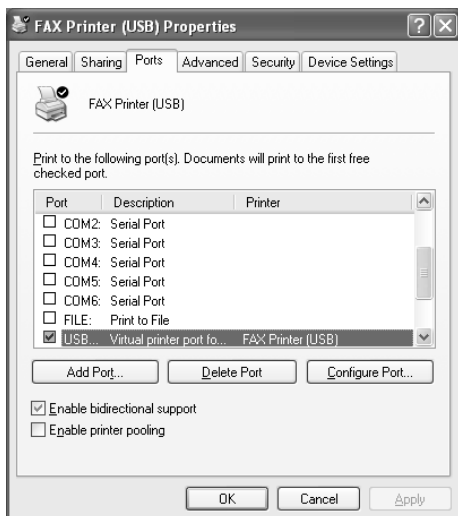 FAX Printer (USB) Properties
General Sharing Ports Advanced Security Device Settings
FAX Printer (USB)
Print to the following port(s). Documents will print to the first free
checked port.
Port Description Printer
COM2: Serial Port
COM3: Serial Port
COM4: Serial Port
COM5: Serial Port
COM6: Serial Port
FILE: Print to File
USB... Virtual printer port fo... FAX Printer (USB)
Add Port... Delete Port Configure Port...
Enable bidirectional support
Enable printer pooling
OK Cancel Apply